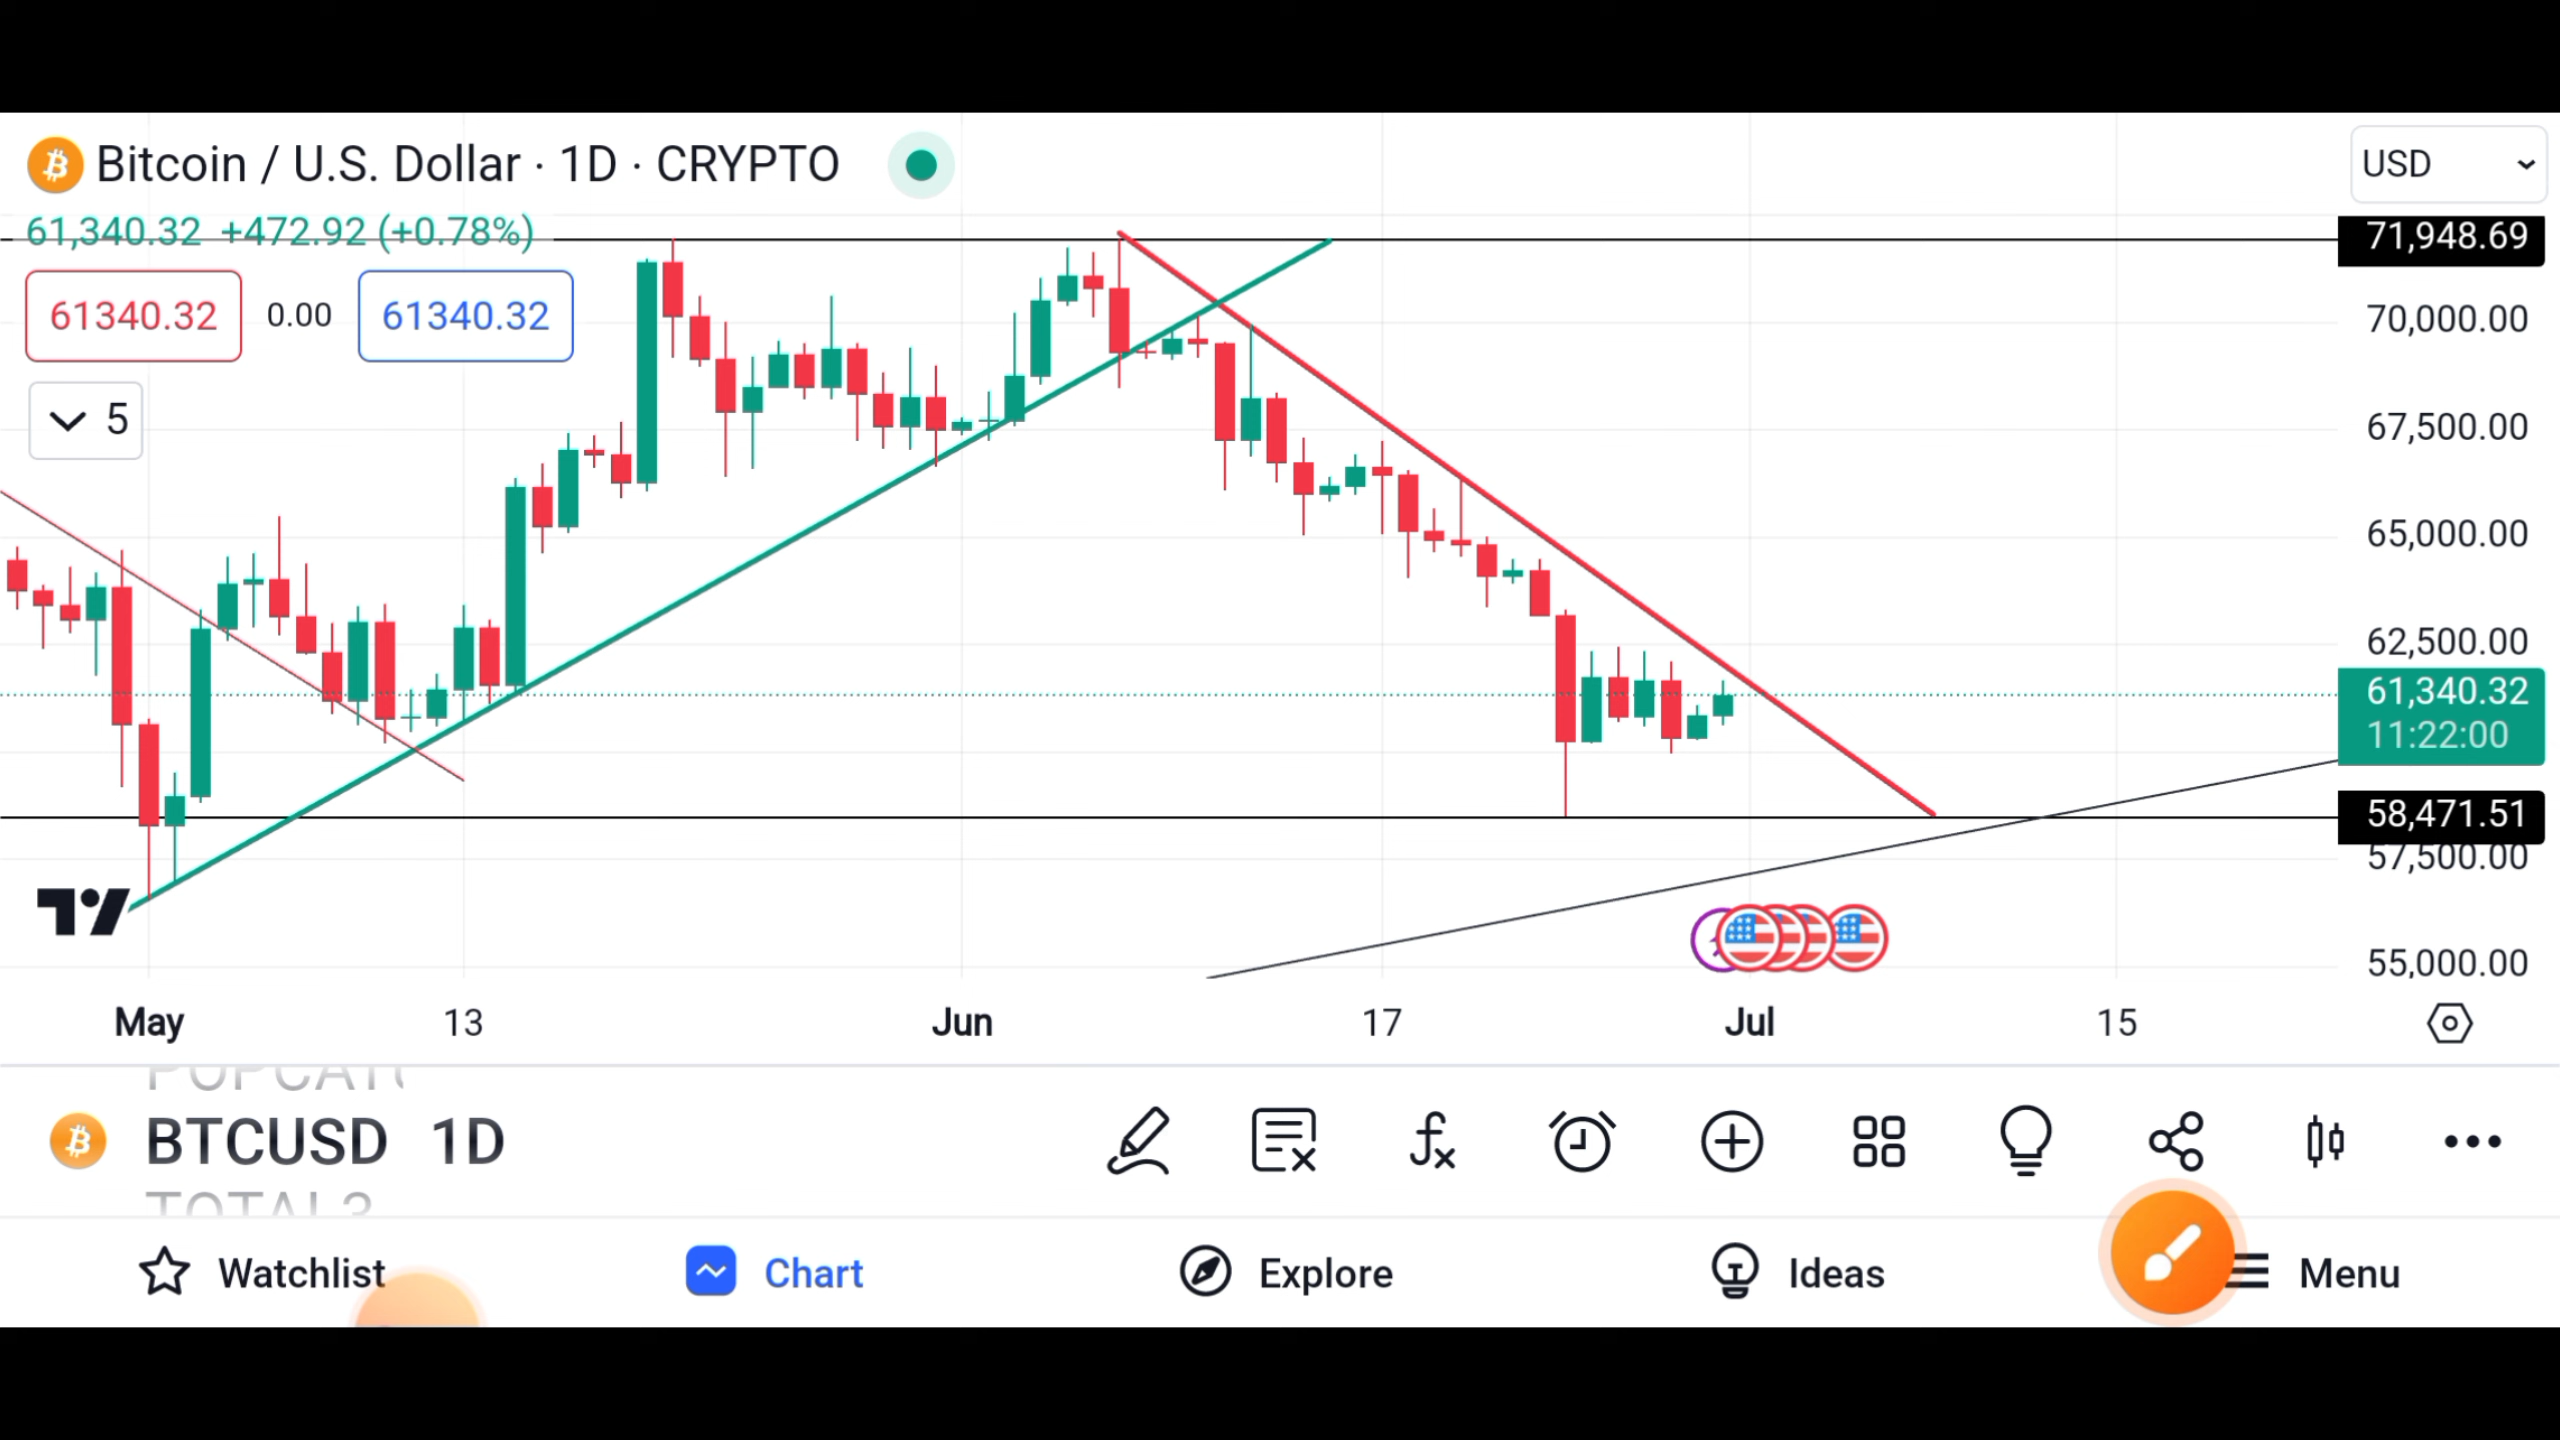 Bitcoin / U.S. Dollar · 1D · CRYPTO
USD
61,340.32 +472.92 (+0.78%)
61340.32 0.00 61340.32
5
71,948.69
70,000.00
67,500.00
65,000.00
62,500.00
61,340.32
11:22:00
58,471.51
57,500.00
55,000.00
May 13 Jun 17 Jul 15
BTCUSD 1D
TOTAL3
Watchlist Chart Explore Ideas Menu